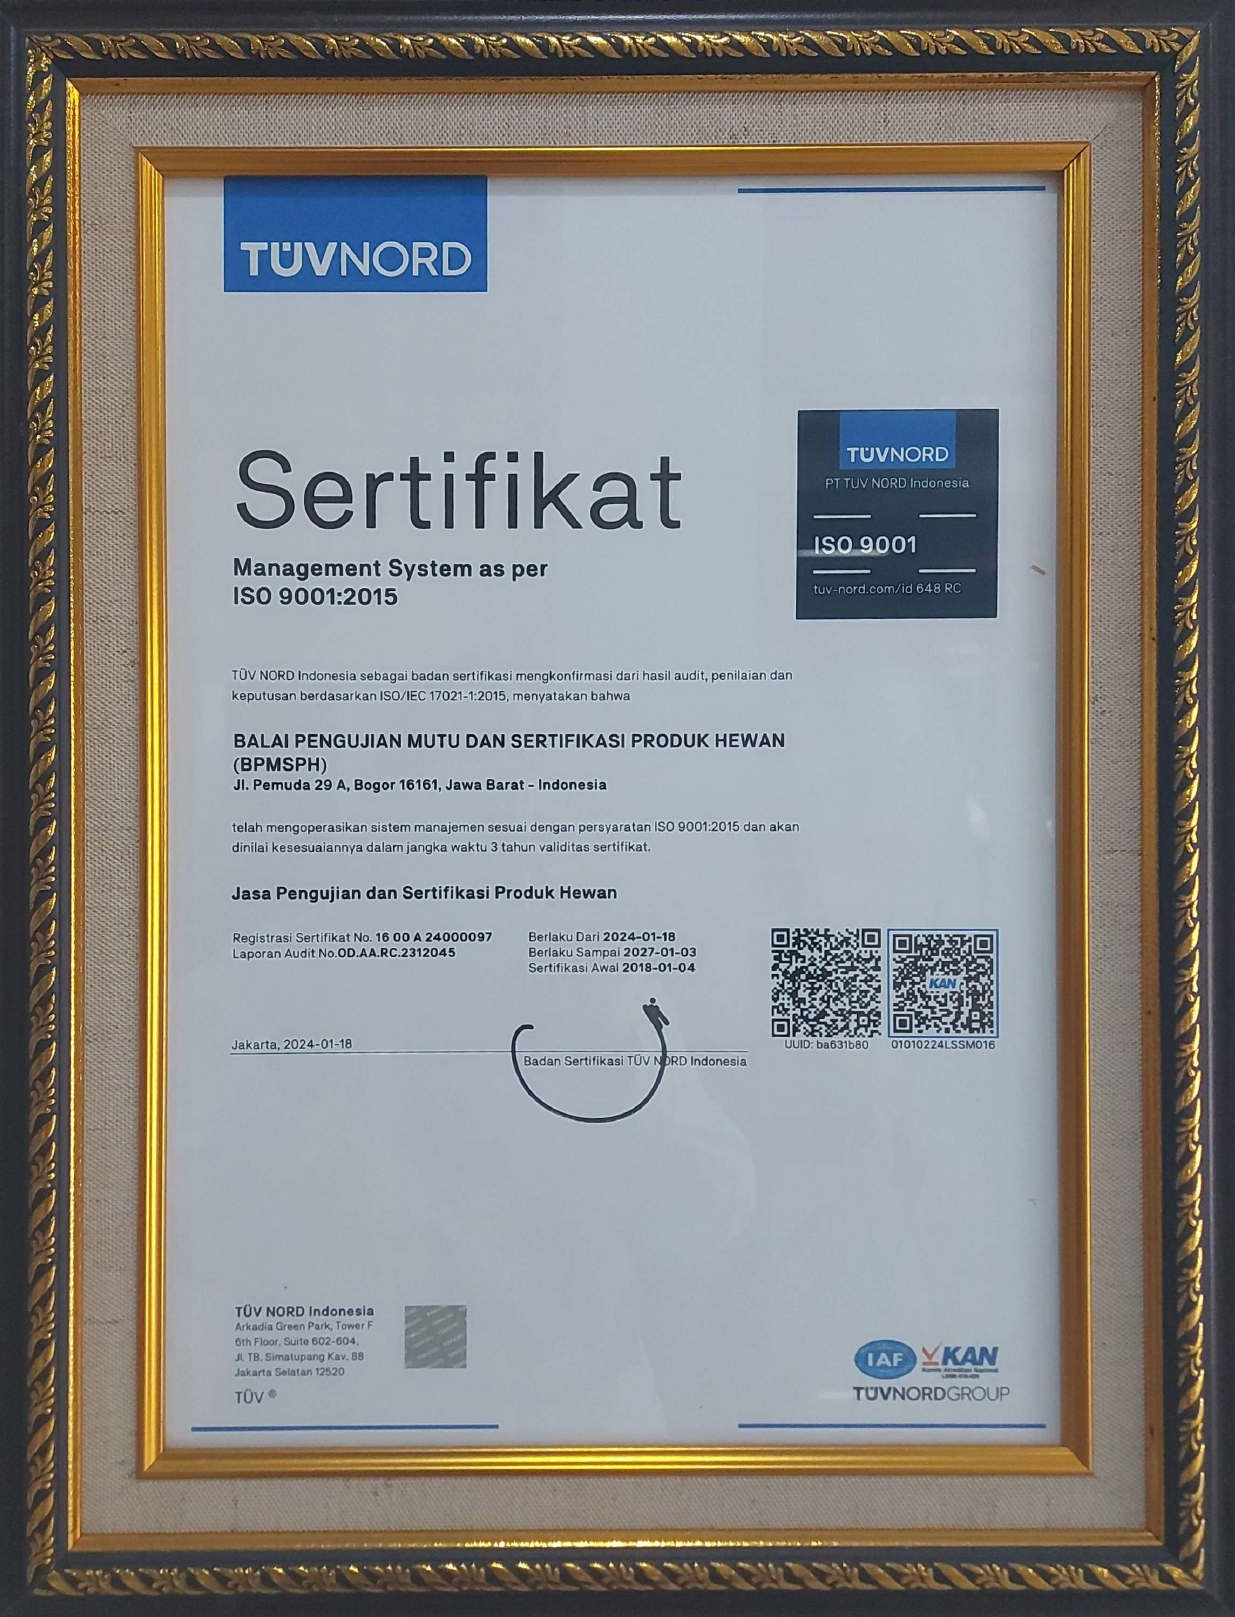 TÜVNORD
Sertifikat
Management System as per
ISO 9001:2015
TÜVNORD
PT TUV NORD Indonesia
ISO 9001
tuv-nord.com/id 648 RC
TÜV NORD Indonesia sebagai badan sertifikasi mengkonfirmasi dari hasil audit, penilaian dan
keputusan berdasarkan ISO/IEC 17021-1:2015, menyatakan bahwa
BALAI PENGUJIAN MUTU DAN SERTIFIKASI PRODUK HEWAN
(BPMSPH)
Jl. Pemuda 29 A, Bogor 16161, Jawa Barat - Indonesia
telah mengoperasikan sistem manajemen sesuai dengan persyaratan ISO 9001:2015 dan akan
dinilai kesesuaiannya dalam jangka waktu 3 tahun validitas sertifikat.
Jasa Pengujian dan Sertifikasi Produk Hewan
Registrasi Sertifikat No. 16 00 A 24000097
Laporan Audit No.OD.AA.RC.2312045
Berlaku Dari 2024-01-18
Berlaku Sampai 2027-01-03
Sertifikasi Awal 2018-01-04
KAN
UUID: ba631b80
01010224LSSM016
Jakarta, 2024-01-18
Badan Sertifikasi TÜV NORD Indonesia
TÜV NORD Indonesia
Arkadia Green Park, Tower F
6th Floor, Suite 602-604,
Jl. TB. Simatupang Kav. 88
Jakarta Selatan 12520
TÜV ®
IAF
KAN
Komite Akreditasi Nasional
TÜVNORDGROUP